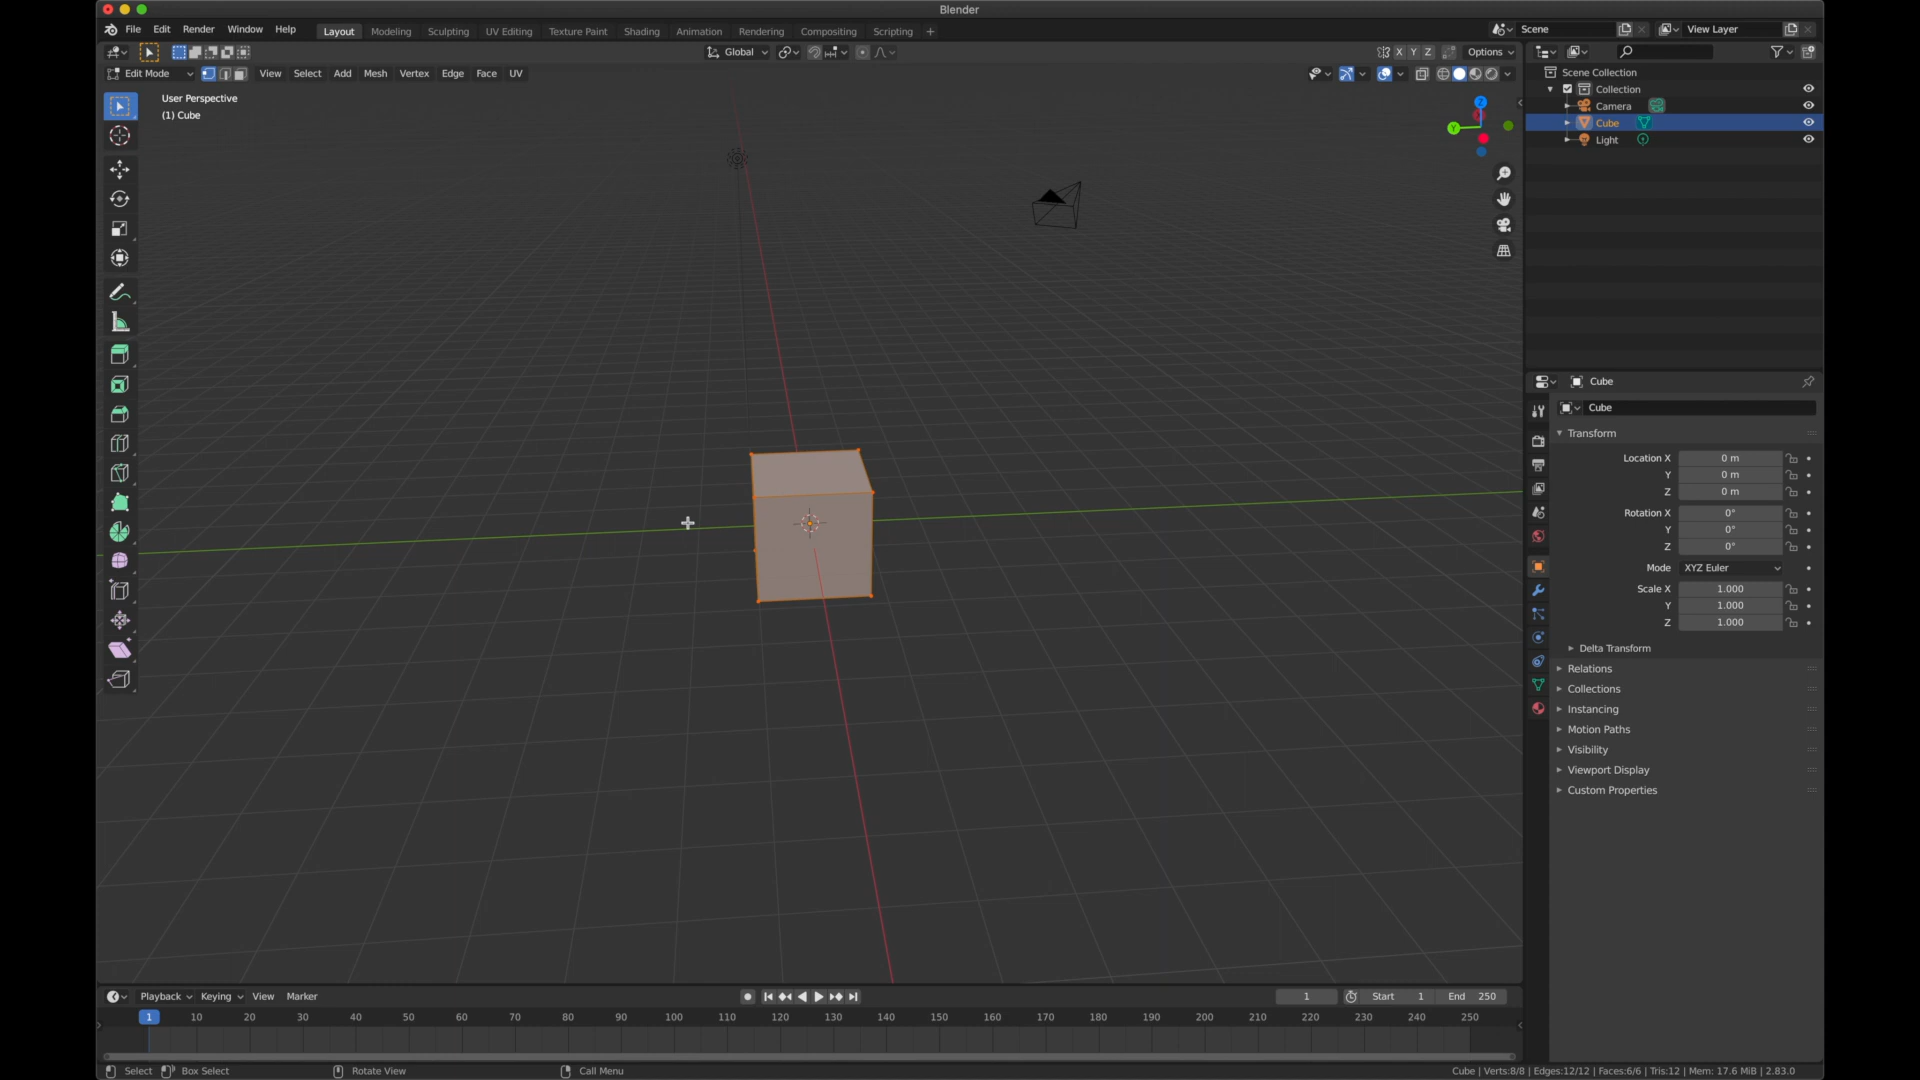 Blender
File Edit Render Window Help Layout Modeling Sculpting UV Editing Texture Paint Shading Animation Rendering Compositing Scripting + Scene View Layer
Global X Y Z Options
Edit Mode View Select Add Mesh Vertex Edge Face UV
User Perspective
(1) Cube
Z
Y
Scene Collection
Collection
Camera
Cube
Light
Cube
Cube
Transform
Location X 0 m
Y 0 m
Z 0 m
Rotation X 0°
Y 0°
Z 0°
Mode XYZ Euler
Scale X 1.000
Y 1.000
Z 1.000
Delta Transform
Relations
Collections
Instancing
Motion Paths
Visibility
Viewport Display
Custom Properties
Playback Keying View Marker 1 Start 1 End 250
1 10 20 30 40 50 60 70 80 90 100 110 120 130 140 150 160 170 180 190 200 210 220 230 240 250
Select Box Select Rotate View Call Menu Cube | Verts:8/8 | Edges:12/12 | Faces:6/6 | Tris:12 | Mem: 17.6 MiB | 2.83.0